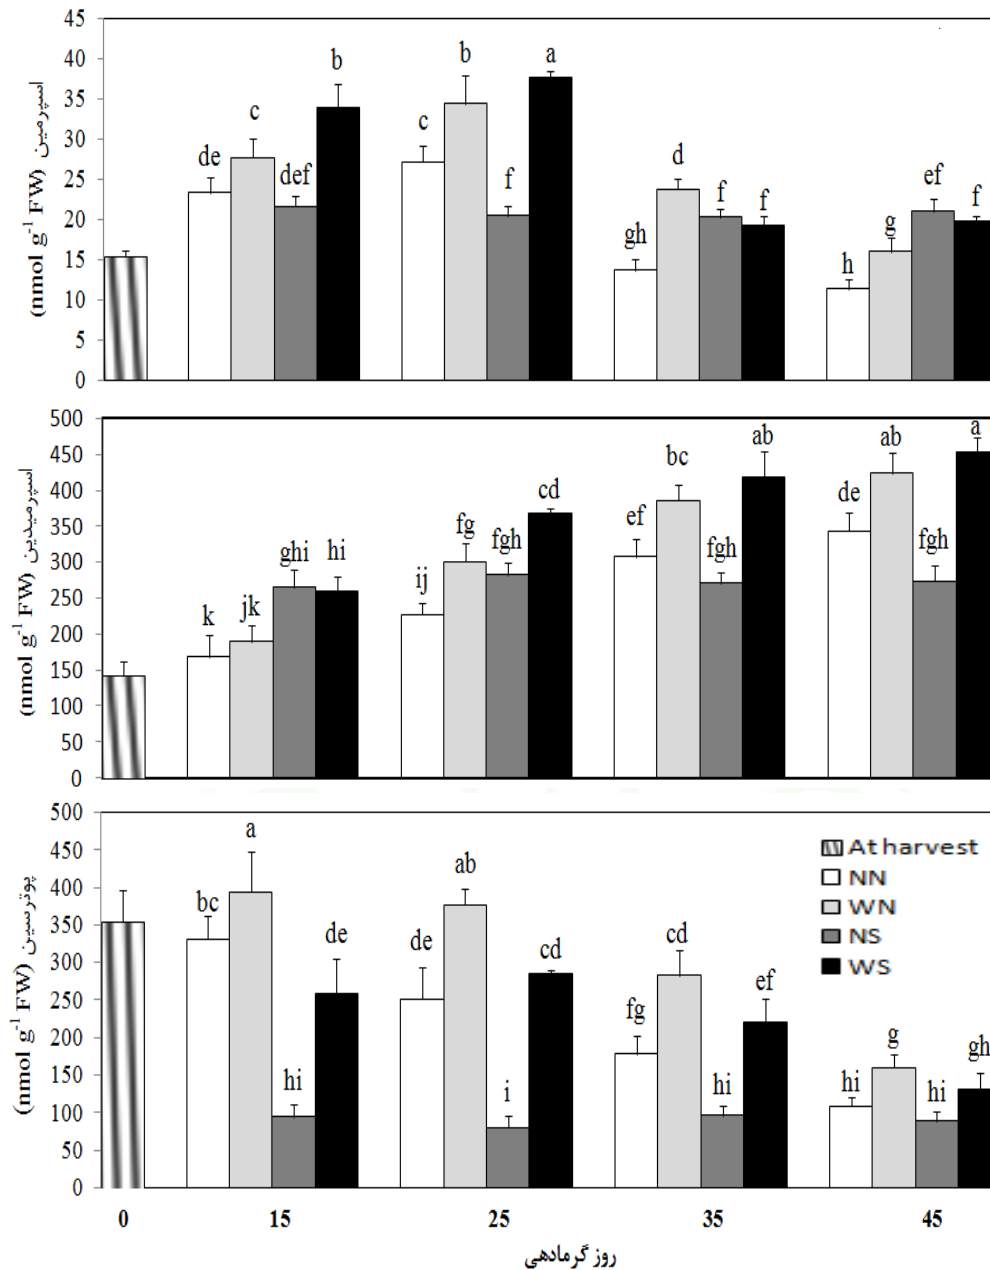 45
40
35
30
25
20
15
10
5
0
اسپرمین (nmol g-1 FW)
de c def b
c b f a
gh d f f
h g ef f
500
450
400
350
300
250
200
150
100
50
0
اسپرمیدین (nmol g-1 FW)
k jk ghi hi
ij fg fgh cd
ef bc fgh ab
de ab fgh a
500
450
400
350
300
250
200
150
100
50
0
پوترسین (nmol g-1 FW)
bc a hi de
de ab i cd
fg cd hi ef
hi g hi gh
At harvest
NN
WN
NS
WS
0 15 25 35 45
روز گرمادهی